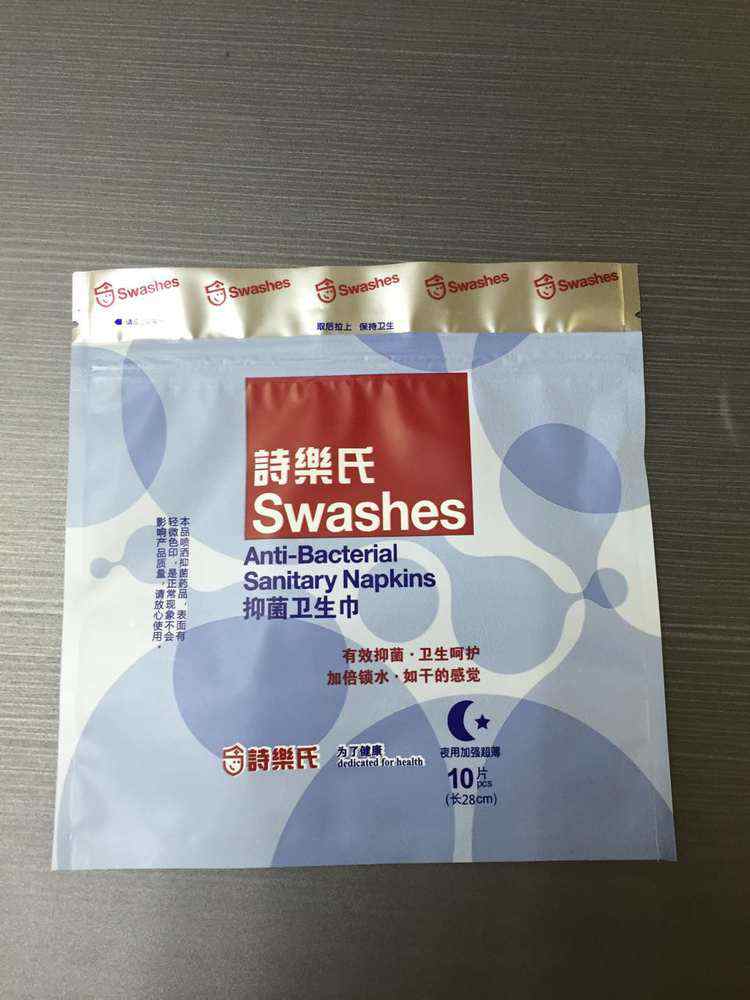 Swashes
Swashes
Swashes
Swashes
Swashes
取后拉上 保持卫生
詩樂氏
Swashes
Anti-Bacterial
Sanitary Napkins
抑菌卫生巾
本品喷洒抑菌药品，表面有
轻微色印，是正常现象不会
影响产品质量，请放心使用。
有效抑菌·卫生呵护
加倍锁水·如干的感觉
夜用加强超薄
10片
pcs
(长28cm)
詩樂氏
为了健康
dedicated for health